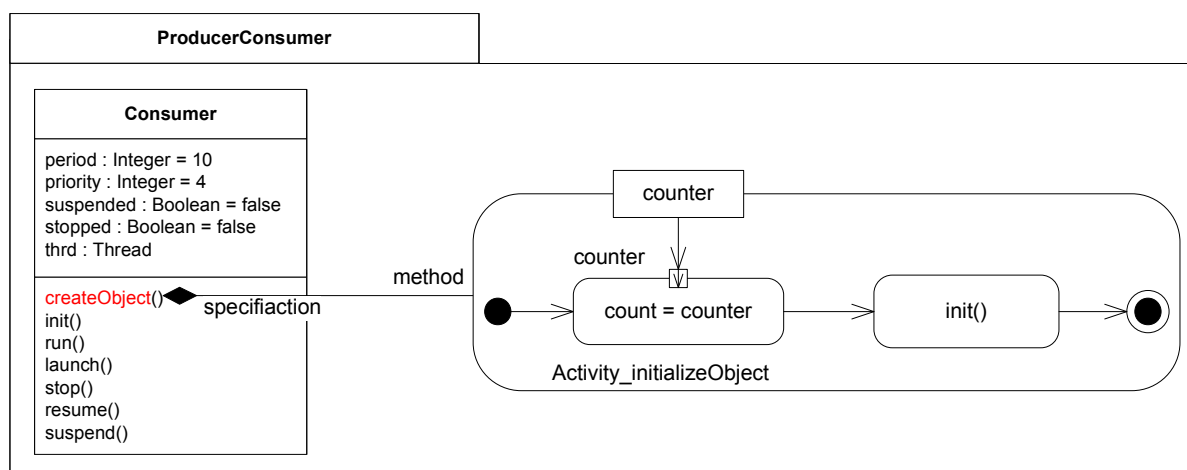 ProducerConsumer
Consumer
period : Integer = 10
priority : Integer = 4
suspended : Boolean = false
stopped : Boolean = false
thrd : Thread
createObject()
init()
run()
launch()
stop()
resume()
suspend()
specifiaction
method
counter
counter
count = counter
init()
Activity_initializeObject